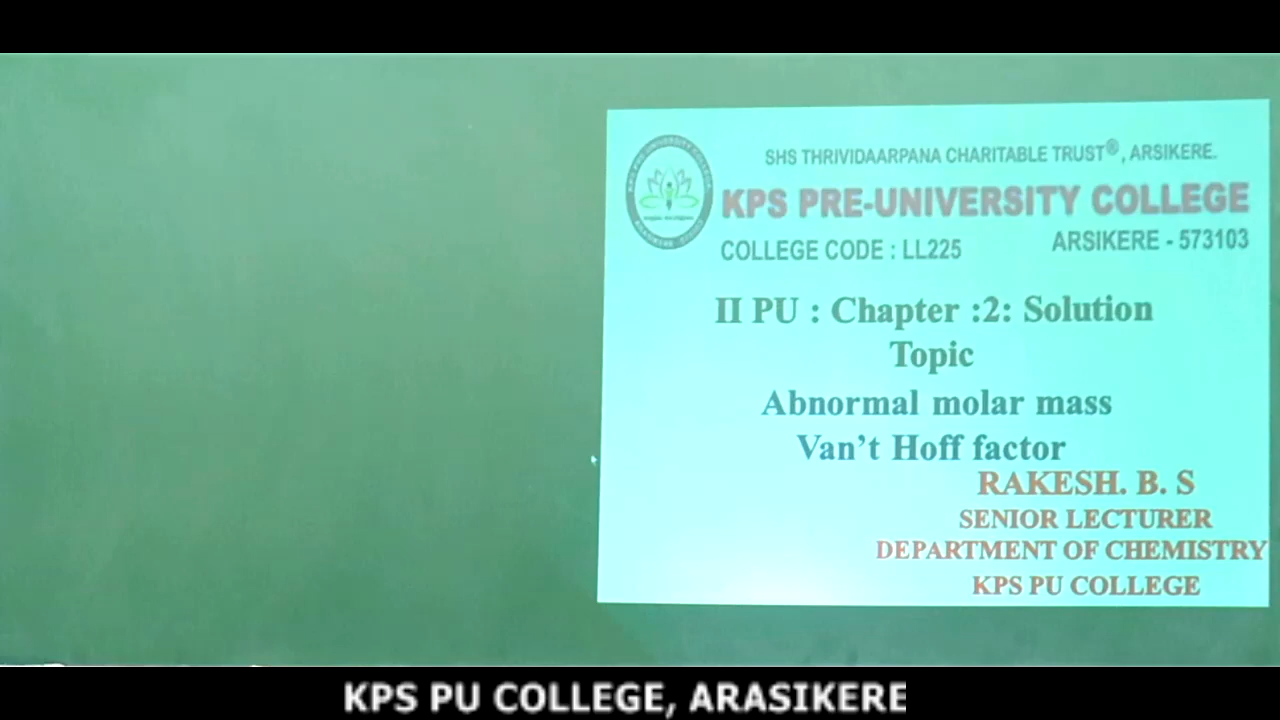 SHS THRIVIDAARPANA CHARITABLE TRUST®, ARSIKERE.
KPS PRE-UNIVERSITY COLLEGE
COLLEGE CODE : LL225
ARSIKERE - 573103
II PU : Chapter :2: Solution
Topic
Abnormal molar mass
Van't Hoff factor
RAKESH. B. S
SENIOR LECTURER
DEPARTMENT OF CHEMISTRY
KPS PU COLLEGE
KPS PU COLLEGE, ARASIKERE